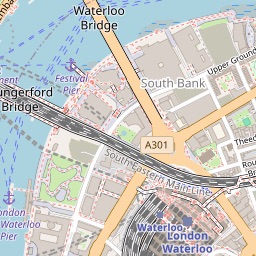 Waterloo
Bridge
Festival
Pier
South Bank
Upper Ground
ungerford
Bridge
A301
South Eastern Main Line
London
Waterloo
Pier
Waterloo
London
Waterloo